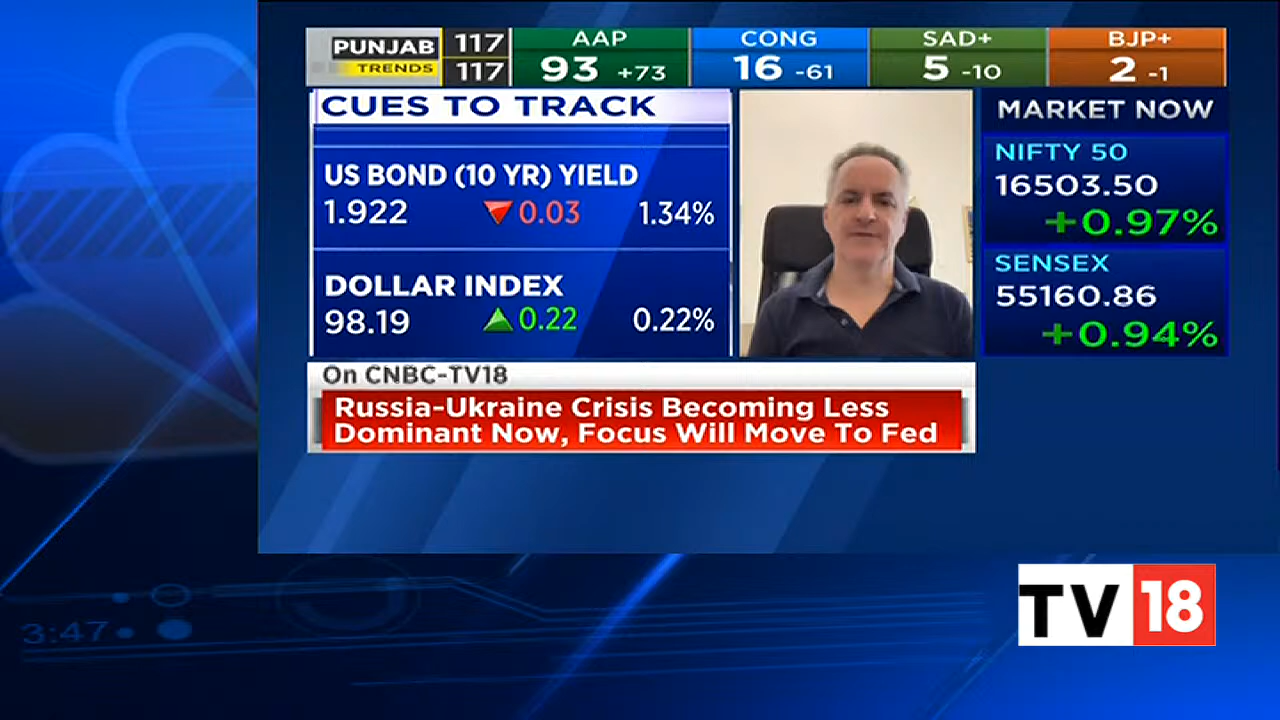 PUNJAB
TRENDS
117
117
AAP
93 +73
CONG
16 -61
SAD+
5 -10
BJP+
2 -1
CUES TO TRACK
US BOND (10 YR) YIELD
1.922 ▼ 0.03 1.34%
DOLLAR INDEX
98.19 ▲ 0.22 0.22%
MARKET NOW
NIFTY 50
16503.50
+0.97%
SENSEX
55160.86
+0.94%
On CNBC-TV18
Russia-Ukraine Crisis Becoming Less
Dominant Now, Focus Will Move To Fed
3:47
TV18